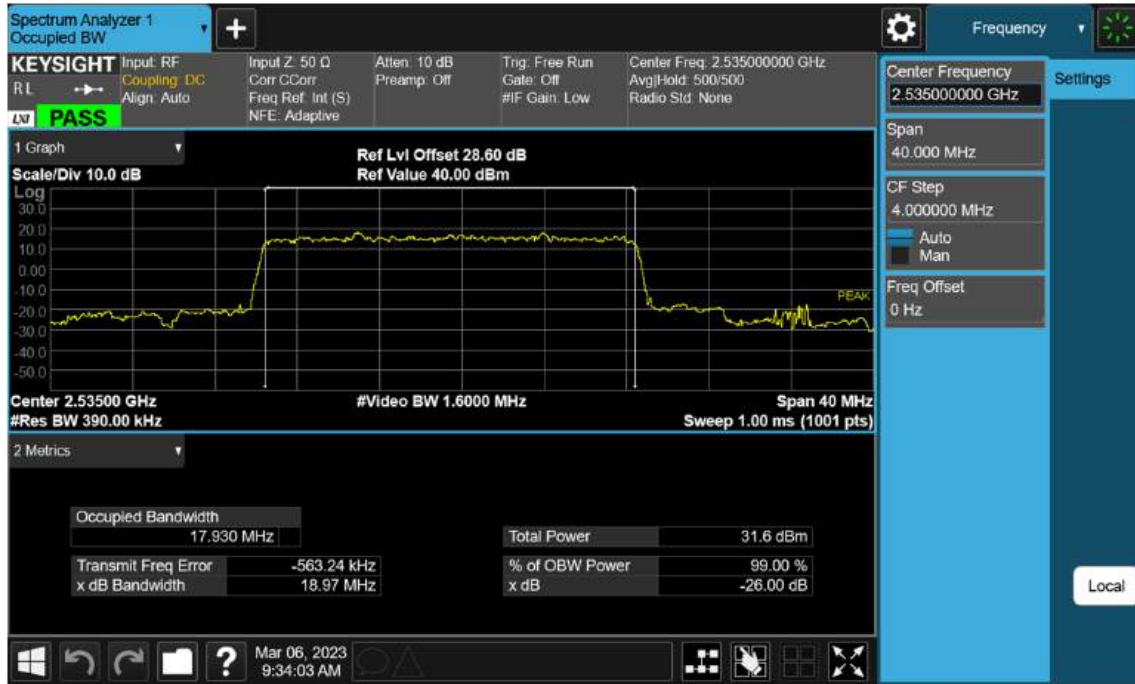 Spectrum Analyzer 1
Occupied BW
+
Frequency
KEYSIGHT
R L
LXI
PASS
Input: RF
Coupling: DC
Align: Auto
Input Z: 50 Ω
Corr CCorr
Freq Ref: Int (S)
NFE: Adaptive
Atten: 10 dB
Preamp: Off
Trig: Free Run
Gate: Off
#IF Gain: Low
Center Freq: 2.535000000 GHz
Avg|Hold: 500/500
Radio Std: None
Center Frequency
2.535000000 GHz
Settings
Span
40.000 MHz
CF Step
4.000000 MHz
Auto
Man
Freq Offset
0 Hz
Local
1 Graph
Scale/Div 10.0 dB
Ref Lvl Offset 28.60 dB
Ref Value 40.00 dBm
Log
30.0
20.0
10.0
0.00
-10.0
-20.0
-30.0
-40.0
-50.0
PEAK
Center 2.53500 GHz
#Res BW 390.00 kHz
#Video BW 1.6000 MHz
Span 40 MHz
Sweep 1.00 ms (1001 pts)
2 Metrics
Occupied Bandwidth
17.930 MHz
Total Power 31.6 dBm
Transmit Freq Error -563.24 kHz
% of OBW Power 99.00 %
x dB Bandwidth 18.97 MHz
x dB -26.00 dB
?
Mar 06, 2023
9:34:03 AM